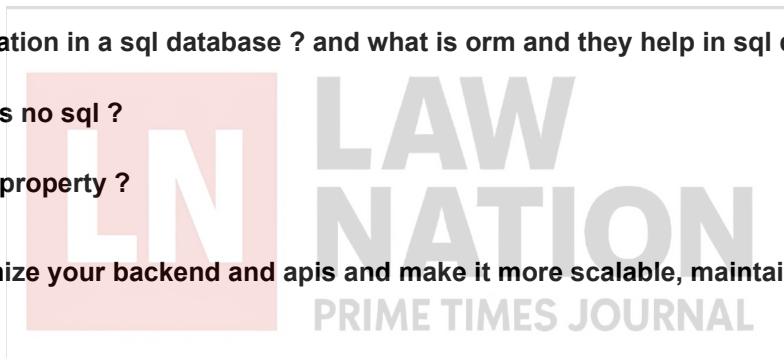 ation in a sql database ? and what is orm and they help in sql
s no sql ?
property ?
nize your backend and apis and make it more scalable,
LN
LAW
NATION
PRIME TIMES JOURNAL